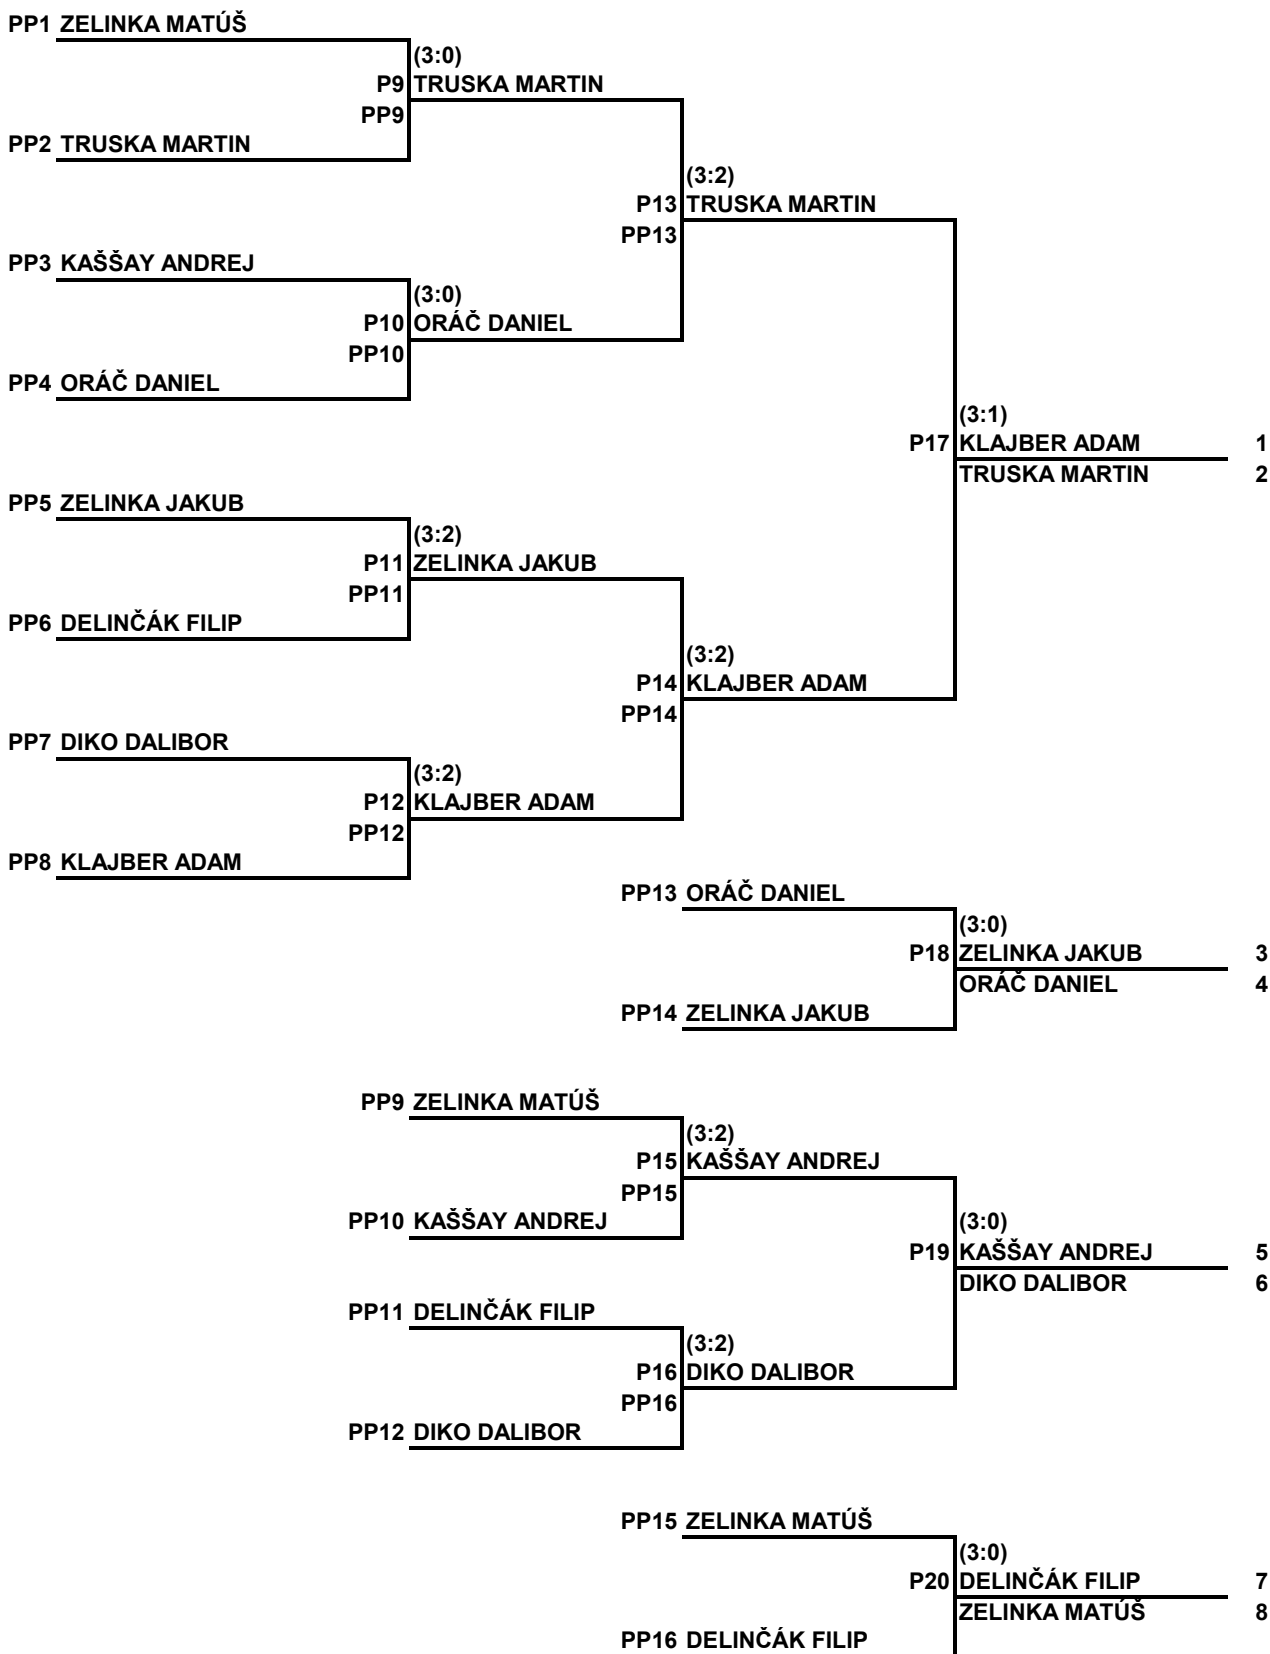 PP1 ZELINKA MATÚŠ
(3:0)
P9 TRUSKA MARTIN
PP9
PP2 TRUSKA MARTIN
(3:2)
P13 TRUSKA MARTIN
PP13
PP3 KAŠŠAY ANDREJ
(3:0)
P10 ORÁČ DANIEL
PP10
PP4 ORÁČ DANIEL
(3:1)
P17 KLAJBER ADAM 1
TRUSKA MARTIN 2
PP5 ZELINKA JAKUB
(3:2)
P11 ZELINKA JAKUB
PP11
PP6 DELINČÁK FILIP
(3:2)
P14 KLAJBER ADAM
PP14
PP7 DIKO DALIBOR
(3:2)
P12 KLAJBER ADAM
PP12
PP8 KLAJBER ADAM
PP13 ORÁČ DANIEL
(3:0)
P18 ZELINKA JAKUB 3
ORÁČ DANIEL 4
PP14 ZELINKA JAKUB
PP9 ZELINKA MATÚŠ
(3:2)
P15 KAŠŠAY ANDREJ
PP15
PP10 KAŠŠAY ANDREJ
(3:0)
P19 KAŠŠAY ANDREJ 5
DIKO DALIBOR 6
PP11 DELINČÁK FILIP
(3:2)
P16 DIKO DALIBOR
PP16
PP12 DIKO DALIBOR
PP15 ZELINKA MATÚŠ
(3:0)
P20 DELINČÁK FILIP 7
ZELINKA MATÚŠ 8
PP16 DELINČÁK FILIP